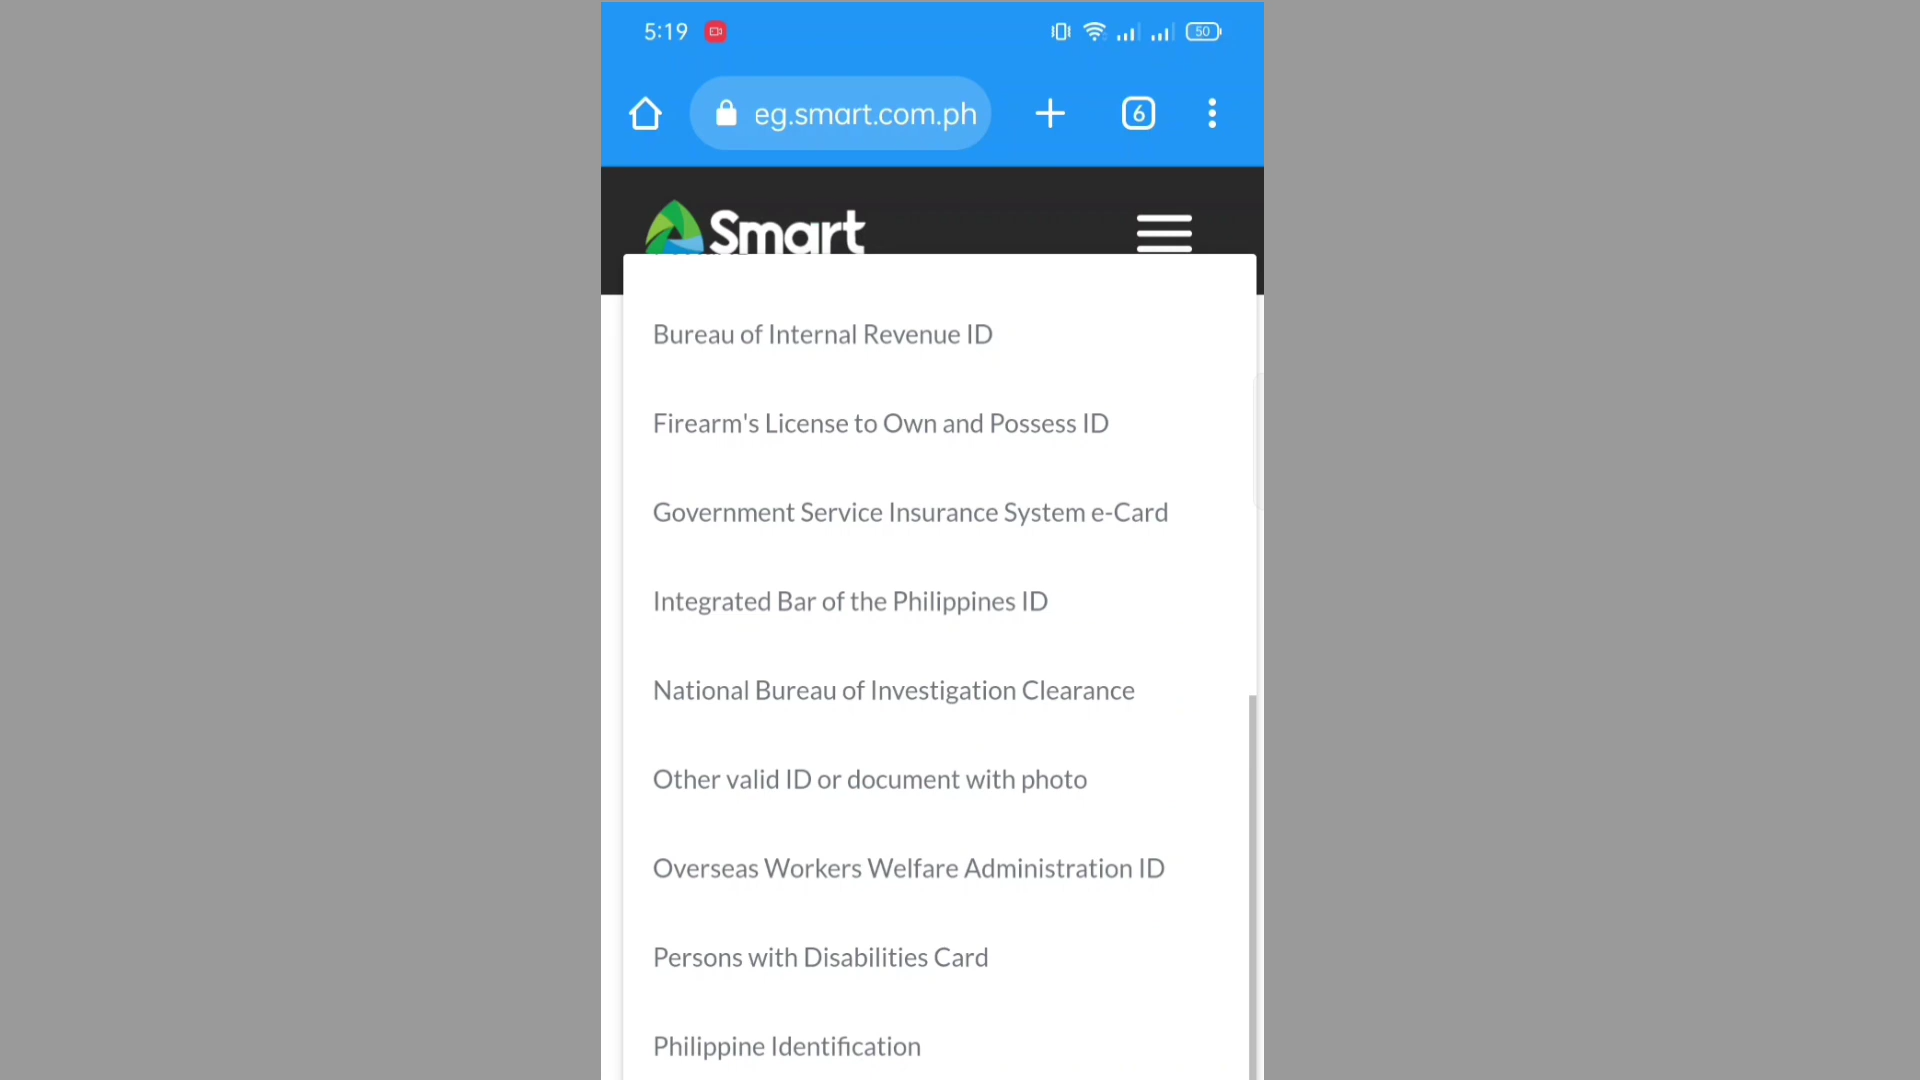 5:19
50
eg.smart.com.ph
6
Smart
Bureau of Internal Revenue ID
Firearm's License to Own and Possess ID
Government Service Insurance System e-Card
Integrated Bar of the Philippines ID
National Bureau of Investigation Clearance
Other valid ID or document with photo
Overseas Workers Welfare Administration ID
Persons with Disabilities Card
Philippine Identification